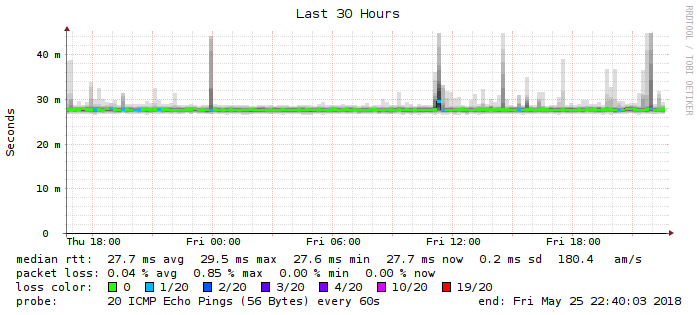 Last 30 Hours
RRDTOOL / TOBI OETIKER
Seconds
40 m
30 m
20 m
10 m
0
Thu 18:00 Fri 00:00 Fri 06:00 Fri 12:00 Fri 18:00
median rtt: 27.7 ms avg 29.5 ms max 27.6 ms min 27.7 ms now 0.2 ms sd 180.4 am/s
packet loss: 0.04 % avg 0.85 % max 0.00 % min 0.00 % now
loss color: 0 1/20 2/20 3/20 4/20 10/20 19/20
probe: 20 ICMP Echo Pings (56 Bytes) every 60s end: Fri May 25 22:40:03 2018